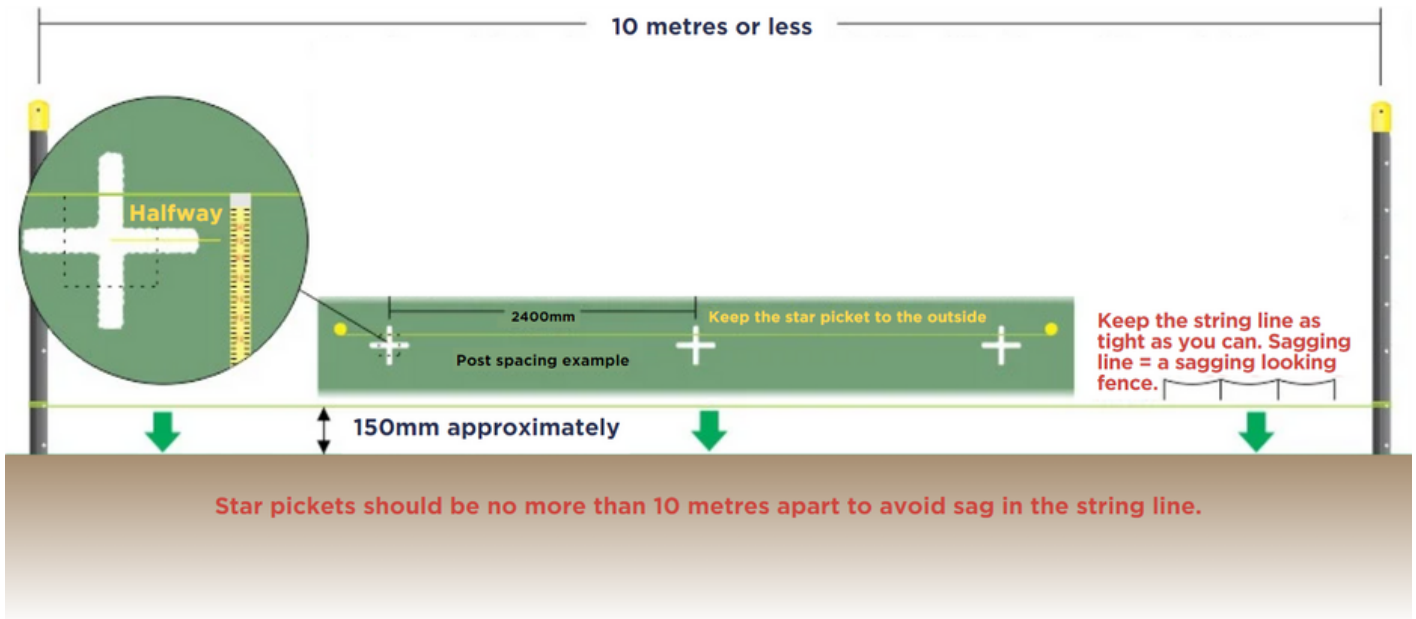 10 metres or less
Halfway
2400mm
Keep the star picket to the outside
Post spacing example
Keep the string line as
tight as you can. Sagging
line = a sagging looking
fence.
150mm approximately
Star pickets should be no more than 10 metres apart to avoid sag in the string line.